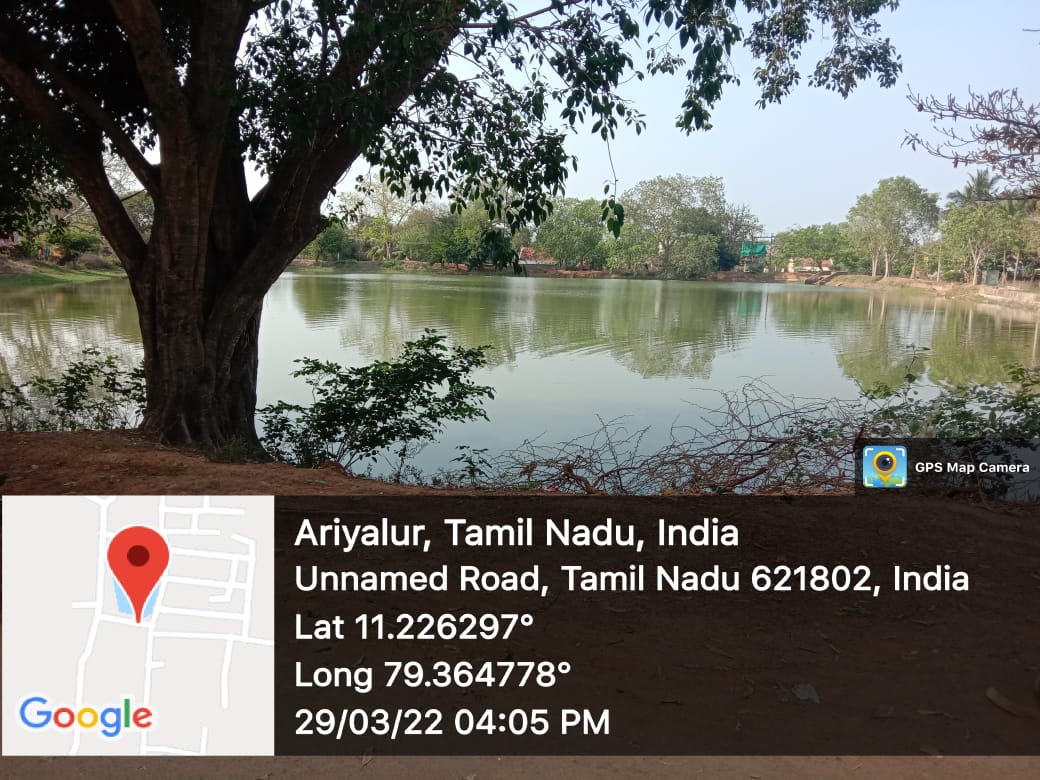 GPS Map Camera
Ariyalur, Tamil Nadu, India
Unnamed Road, Tamil Nadu 621802, India
Lat 11.226297°
Long 79.364778°
29/03/22 04:05 PM
Google